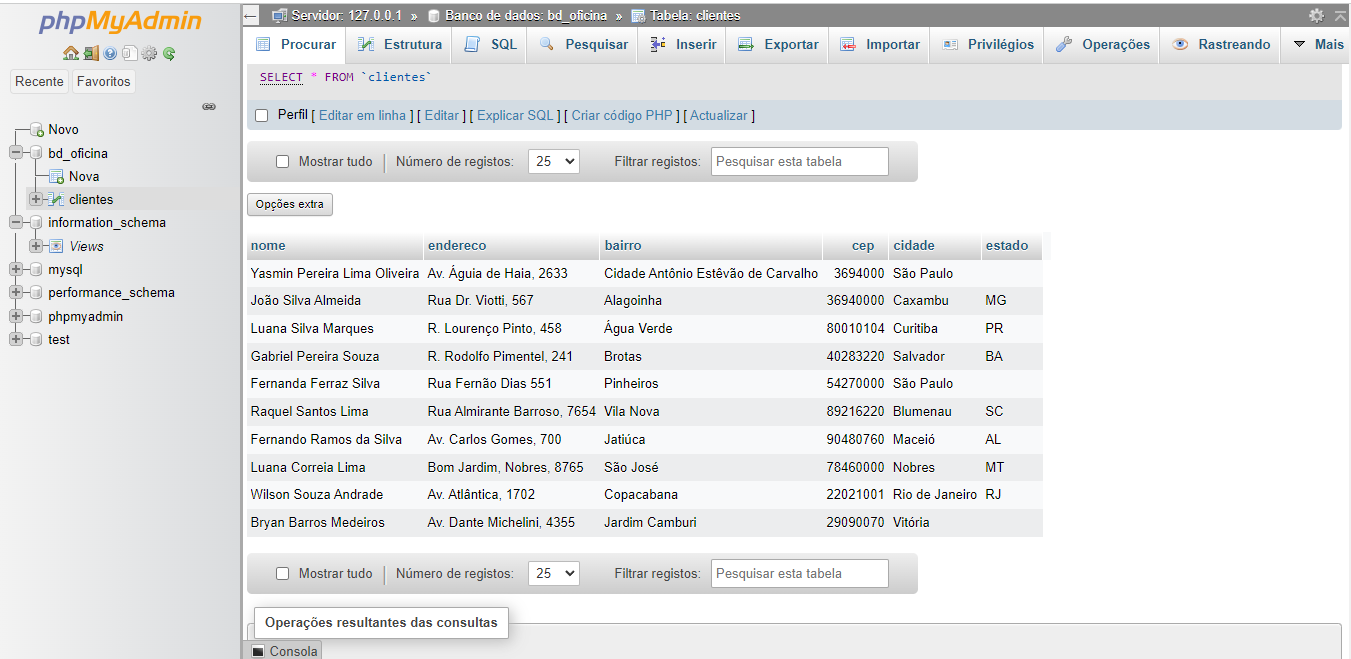 phpMyAdmin
Recente Favoritos
Novo
bd_oficina
Nova
clientes
information_schema
Views
mysql
performance_schema
phpmyadmin
test
Servidor: 127.0.0.1 » Banco de dados: bd_oficina » Tabela: clientes
Procurar Estrutura SQL Pesquisar Inserir Exportar Importar Privilégios Operações Rastreando Mais
SELECT * FROM `clientes`
Perfil [ Editar em linha ] [ Editar ] [ Explicar SQL ] [ Criar código PHP ] [ Actualizar ]
Mostrar tudo Número de registos: 25 Filtrar registos: Pesquisar esta tabela
Opções extra
nome endereco bairro cep cidade estado
Yasmin Pereira Lima Oliveira Av. Águia de Haia, 2633 Cidade Antônio Estêvão de Carvalho 3694000 São Paulo
João Silva Almeida Rua Dr. Viotti, 567 Alagoinha 36940000 Caxambu MG
Luana Silva Marques R. Lourenço Pinto, 458 Água Verde 80010104 Curitiba PR
Gabriel Pereira Souza R. Rodolfo Pimentel, 241 Brotas 40283220 Salvador BA
Fernanda Ferraz Silva Rua Fernão Dias 551 Pinheiros 54270000 São Paulo
Raquel Santos Lima Rua Almirante Barroso, 7654 Vila Nova 89216220 Blumenau SC
Fernando Ramos da Silva Av. Carlos Gomes, 700 Jatiúca 90480760 Maceió AL
Luana Correia Lima Bom Jardim, Nobres, 8765 São José 78460000 Nobres MT
Wilson Souza Andrade Av. Atlântica, 1702 Copacabana 22021001 Rio de Janeiro RJ
Bryan Barros Medeiros Av. Dante Michelini, 4355 Jardim Camburi 29090070 Vitória
Mostrar tudo Número de registos: 25 Filtrar registos: Pesquisar esta tabela
Operações resultantes das consultas
Consola